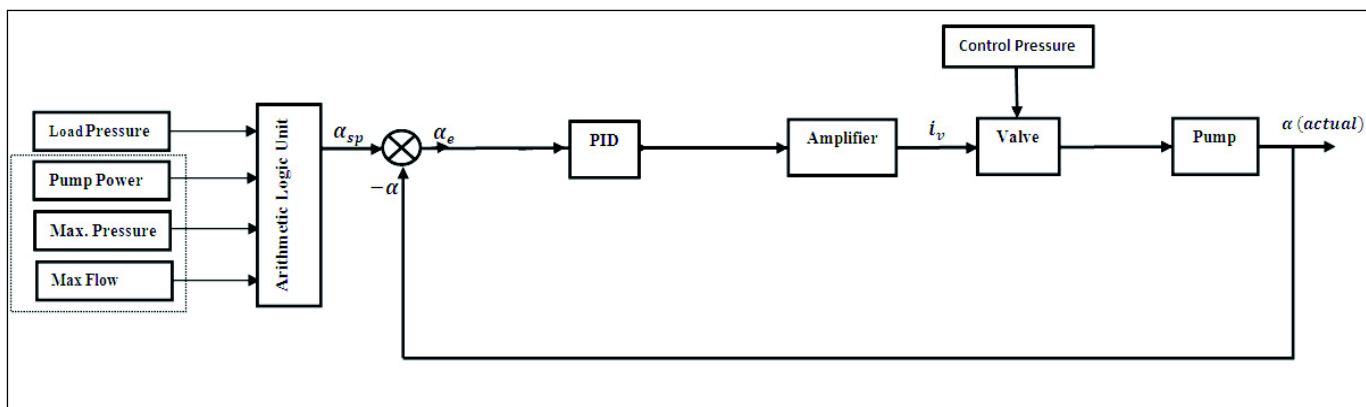 Control Pressure
Load Pressure
Pump Power
Max. Pressure
Max Flow
Arithmetic Logic Unit
α_sp
α_e
−α
PID
Amplifier
i_v
Valve
Pump
α (actual)